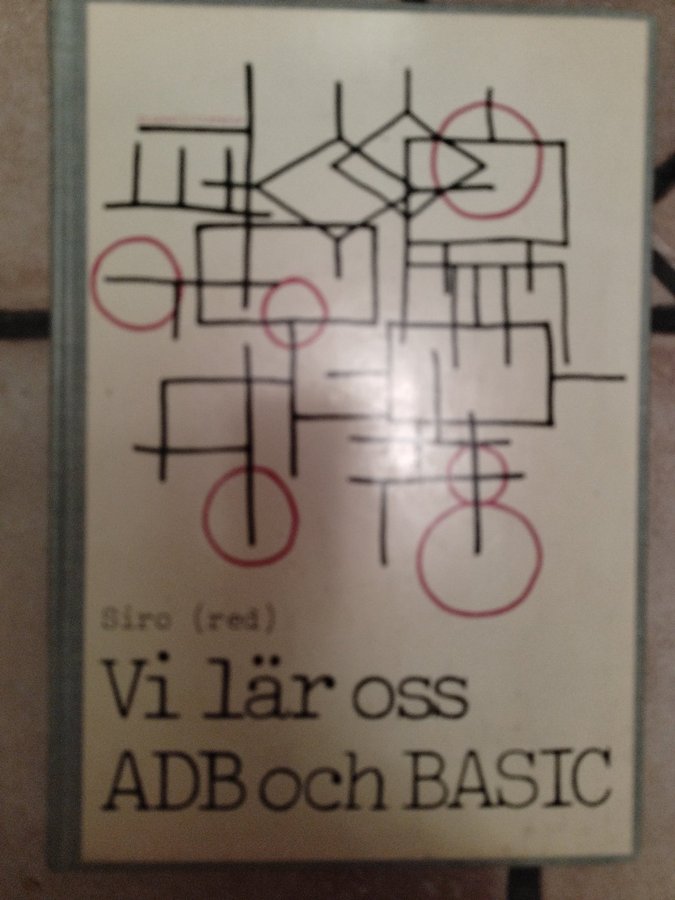 Siro (red)
Vi lär oss
ADB och BASIC